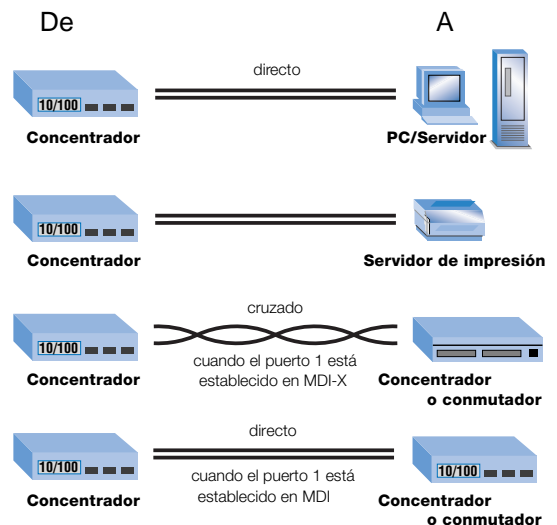 De
A
directo
10/100
Concentrador
PC/Servidor
10/100
Concentrador
Servidor de impresión
cruzado
10/100
cuando el puerto 1 está
establecido en MDI-X
Concentrador
Concentrador
o conmutador
directo
10/100
10/100
cuando el puerto 1 está
establecido en MDI
Concentrador
Concentrador
o conmutador